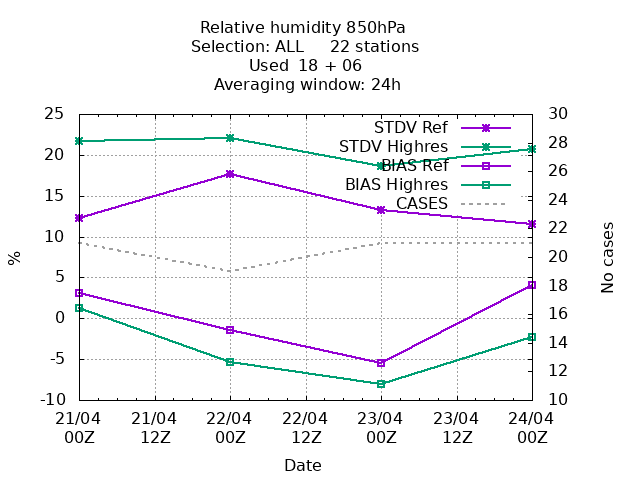 Relative humidity 850hPa
Selection: ALL     22 stations
Used  18 + 06
Averaging window: 24h
25
20
15
10
5
0
-5
-10
%
30
28
26
24
22
20
18
16
14
12
10
No cases
STDV Ref
STDV Highres
BIAS Ref
BIAS Highres
CASES
21/04 21/04 22/04 22/04 23/04 23/04 24/04
00Z 12Z 00Z 12Z 00Z 12Z 00Z
Date